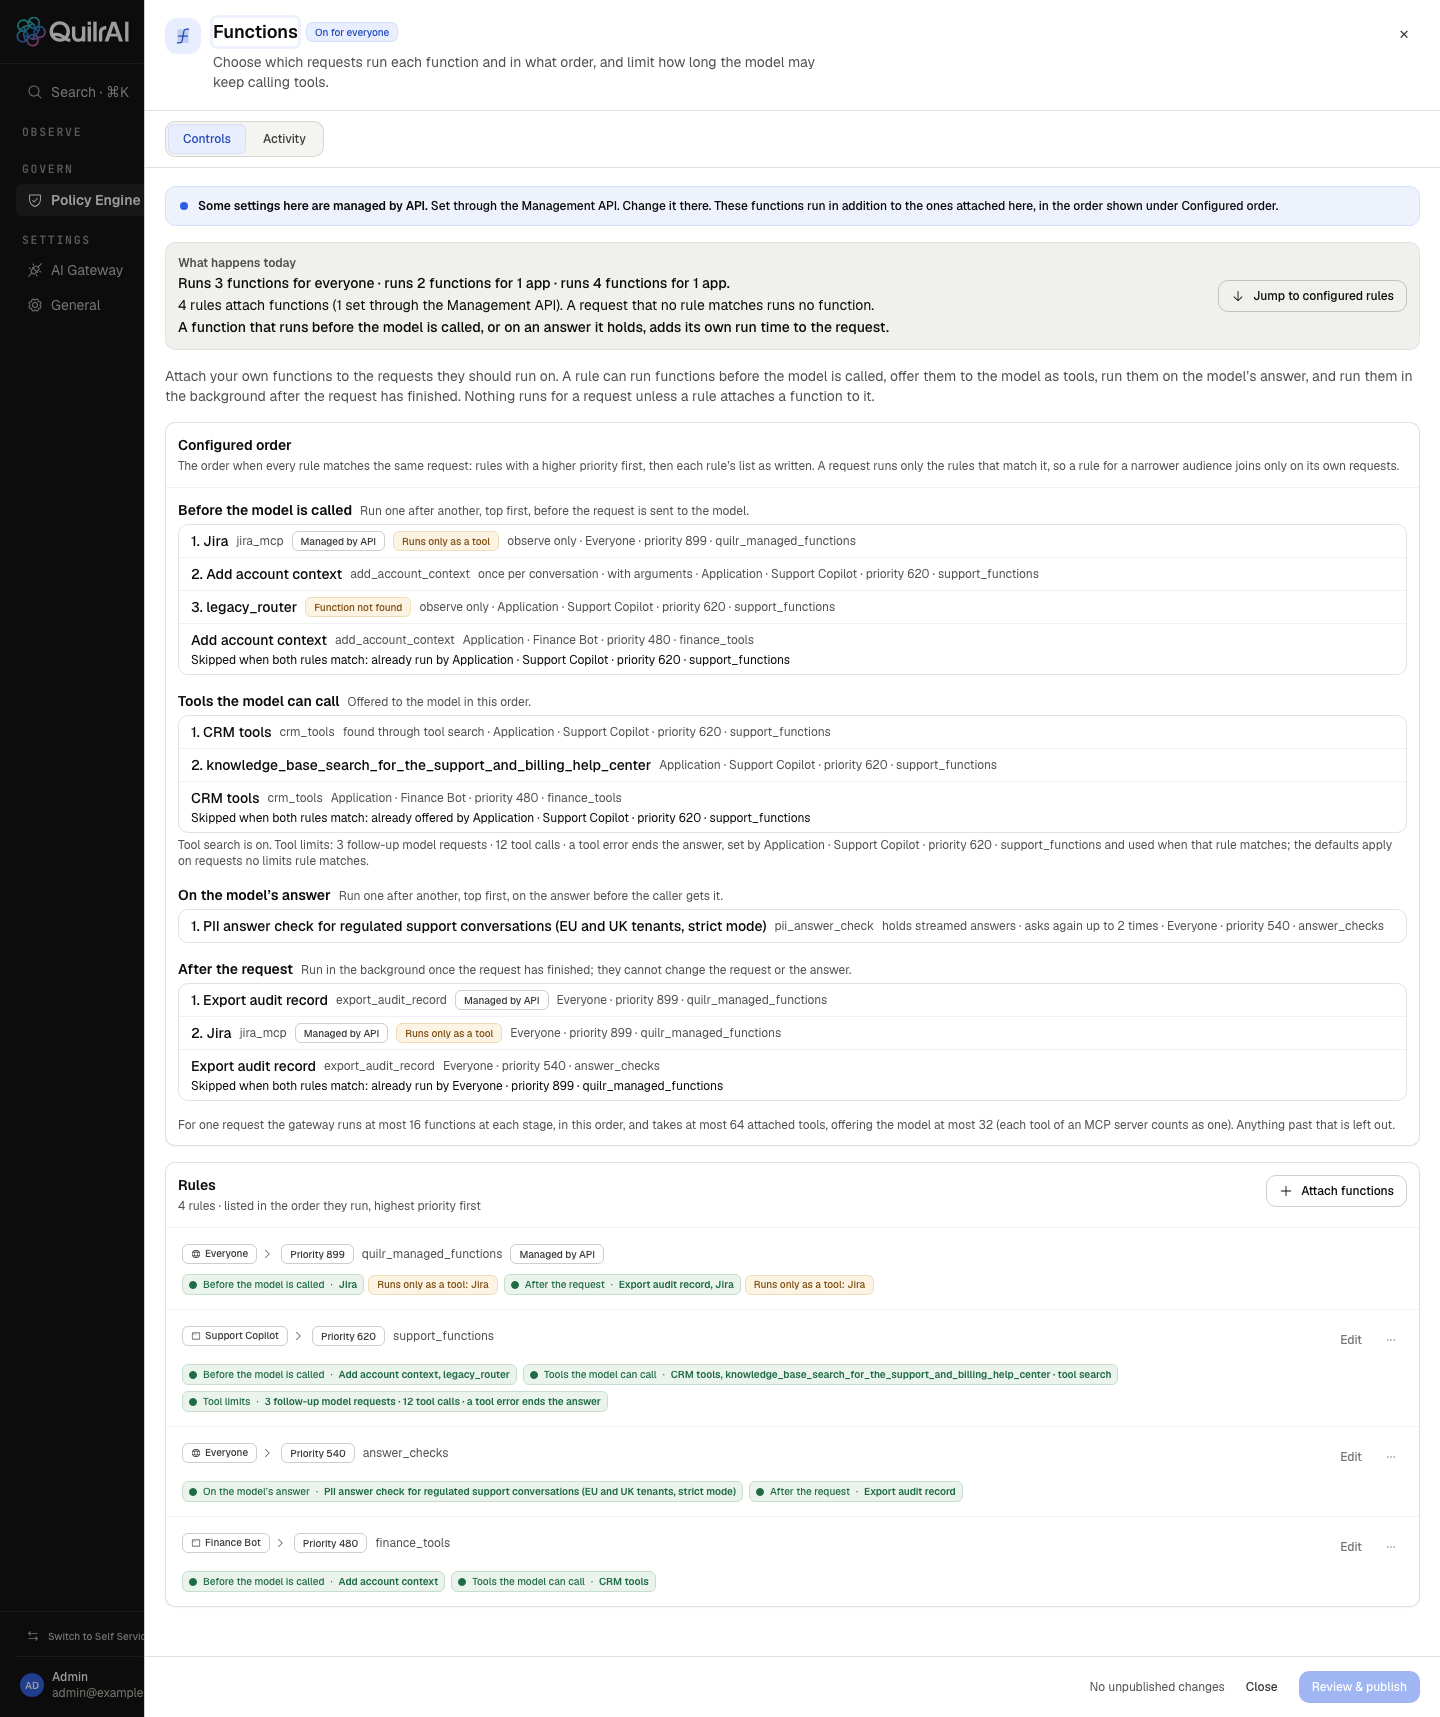 QuilrAI
Search · ⌘K
OBSERVE
GOVERN
Policy Engine
SETTINGS
AI Gateway
General
Switch to Self Servic
AD
Admin
admin@example
Functions
On for everyone
Choose which requests run each function and in what order, and limit how long the model may
keep calling tools.
Controls
Activity
Some settings here are managed by API. Set through the Management API. Change it there. These functions run in addition to the ones attached here, in the order shown under Configured order.
What happens today
Runs 3 functions for everyone · runs 2 functions for 1 app · runs 4 functions for 1 app.
4 rules attach functions (1 set through the Management API). A request that no rule matches runs no function.
A function that runs before the model is called, or on an answer it holds, adds its own run time to the request.
Jump to configured rules
Attach your own functions to the requests they should run on. A rule can run functions before the model is called, offer them to the model as tools, run them on the model's answer, and run them in
the background after the request has finished. Nothing runs for a request unless a rule attaches a function to it.
Configured order
The order when every rule matches the same request: rules with a higher priority first, then each rule's list as written. A request runs only the rules that match it, so a rule for a narrower audience joins only on its own requests.
Before the model is called Run one after another, top first, before the request is sent to the model.
1. Jira jira_mcp Managed by API Runs only as a tool observe only · Everyone · priority 899 · quilr_managed_functions
2. Add account context add_account_context once per conversation · with arguments · Application · Support Copilot · priority 620 · support_functions
3. legacy_router Function not found observe only · Application · Support Copilot · priority 620 · support_functions
Add account context add_account_context Application · Finance Bot · priority 480 · finance_tools
Skipped when both rules match: already run by Application · Support Copilot · priority 620 · support_functions
Tools the model can call Offered to the model in this order.
1. CRM tools crm_tools found through tool search · Application · Support Copilot · priority 620 · support_functions
2. knowledge_base_search_for_the_support_and_billing_help_center Application · Support Copilot · priority 620 · support_functions
CRM tools crm_tools Application · Finance Bot · priority 480 · finance_tools
Skipped when both rules match: already offered by Application · Support Copilot · priority 620 · support_functions
Tool search is on. Tool limits: 3 follow-up model requests · 12 tool calls · a tool error ends the answer, set by Application · Support Copilot · priority 620 · support_functions and used when that rule matches; the defaults apply
on requests no limits rule matches.
On the model's answer Run one after another, top first, on the answer before the caller gets it.
1. PII answer check for regulated support conversations (EU and UK tenants, strict mode) pii_answer_check holds streamed answers · asks again up to 2 times · Everyone · priority 540 · answer_checks
After the request Run in the background once the request has finished; they cannot change the request or the answer.
1. Export audit record export_audit_record Managed by API Everyone · priority 899 · quilr_managed_functions
2. Jira jira_mcp Managed by API Runs only as a tool Everyone · priority 899 · quilr_managed_functions
Export audit record export_audit_record Everyone · priority 540 · answer_checks
Skipped when both rules match: already run by Everyone · priority 899 · quilr_managed_functions
For one request the gateway runs at most 16 functions at each stage, in this order, and takes at most 64 attached tools, offering the model at most 32 (each tool of an MCP server counts as one). Anything past that is left out.
Rules
4 rules · listed in the order they run, highest priority first
Attach functions
Everyone Priority 899 quilr_managed_functions Managed by API
Before the model is called · Jira Runs only as a tool: Jira After the request · Export audit record, Jira Runs only as a tool: Jira
Support Copilot Priority 620 support_functions Edit ...
Before the model is called · Add account context, legacy_router Tools the model can call · CRM tools, knowledge_base_search_for_the_support_and_billing_help_center · tool search
Tool limits · 3 follow-up model requests · 12 tool calls · a tool error ends the answer
Everyone Priority 540 answer_checks Edit ...
On the model's answer · PII answer check for regulated support conversations (EU and UK tenants, strict mode) After the request · Export audit record
Finance Bot Priority 480 finance_tools Edit ...
Before the model is called · Add account context Tools the model can call · CRM tools
No unpublished changes
Close
Review & publish